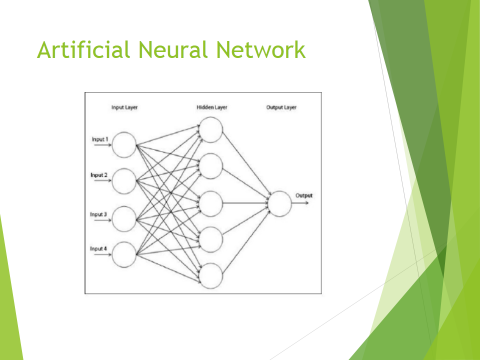 Artificial Neural Network
Input Layer Hidden Layer Output Layer
Input 1
Input 2
Input 3
Input 4
Output